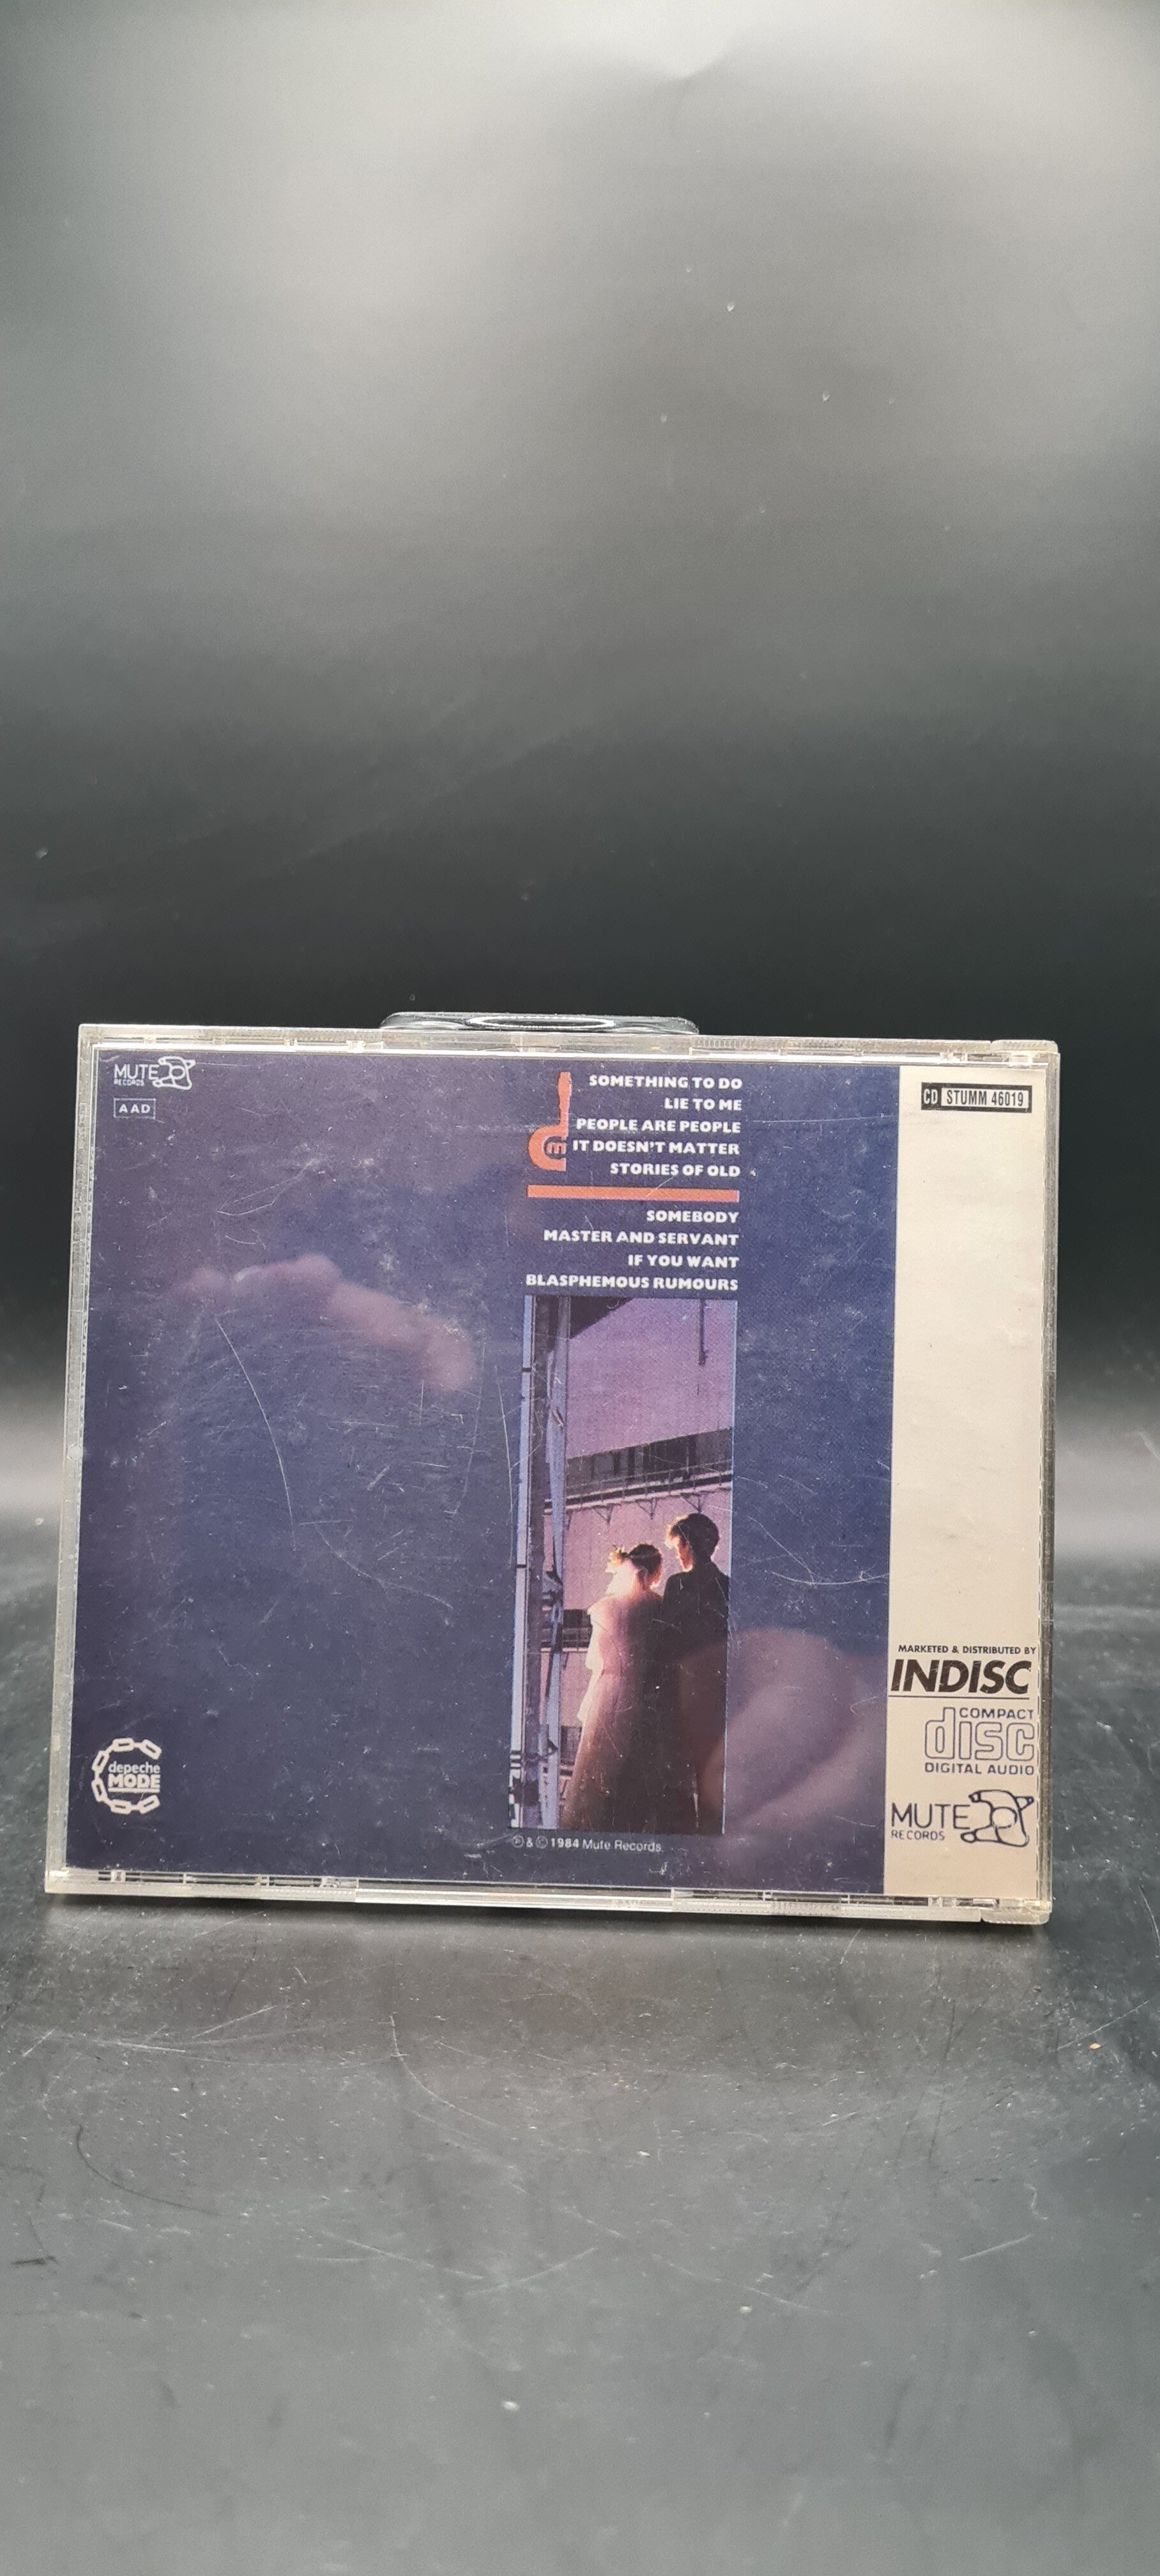 MUTE
RECORDS
AAD
SOMETHING TO DO
LIE TO ME
PEOPLE ARE PEOPLE
IT DOESN'T MATTER
STORIES OF OLD
SOMEBODY
MASTER AND SERVANT
IF YOU WANT
BLASPHEMOUS RUMOURS
depeche
MODE
℗ & © 1984 Mute Records
CD STUMM 46019
MARKETED & DISTRIBUTED BY
INDISC
COMPACT
disc
DIGITAL AUDIO
MUTE
RECORDS